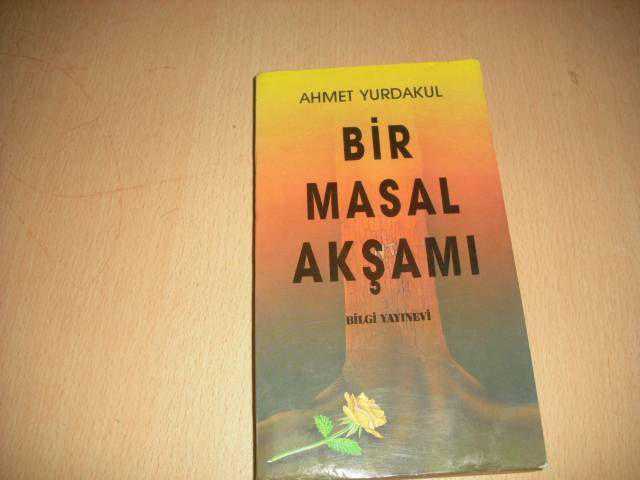 AHMET YURDAKUL
BİR
MASAL
AKŞAMI
BİLGİ YAYINEVİ